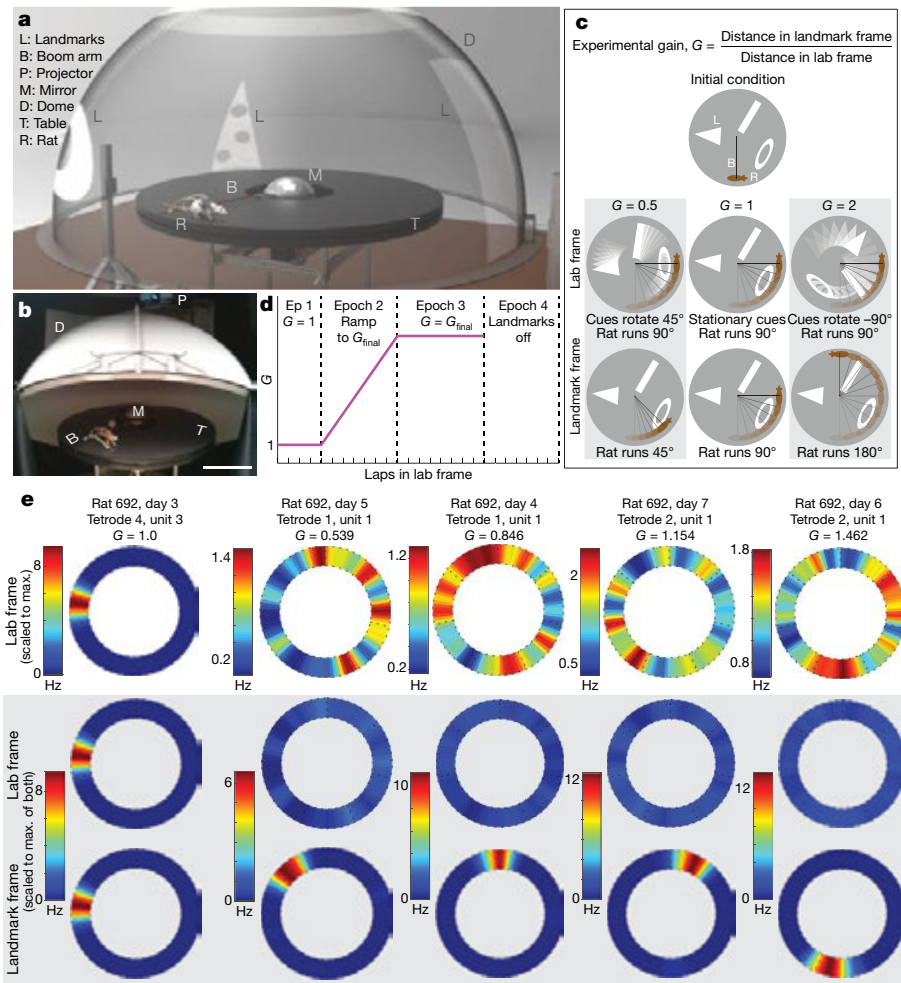 a
L: Landmarks
B: Boom arm
P: Projector
M: Mirror
D: Dome
T: Table
R: Rat
D
L
L
L
B
M
R
T
b
P
D
M
B
T
c
Experimental gain, G = Distance in landmark frame
Distance in lab frame
Initial condition
L
B
R
G = 0.5
G = 1
G = 2
Lab frame
Cues rotate 45°
Rat runs 90°
Stationary cues
Rat runs 90°
Cues rotate –90°
Rat runs 90°
Landmark frame
Rat runs 45°
Rat runs 90°
Rat runs 180°
d
Ep 1
G = 1
Epoch 2
Ramp
to Gfinal
Epoch 3
G = Gfinal
Epoch 4
Landmarks
off
G
1
Laps in lab frame
e
Rat 692, day 3
Tetrode 4, unit 3
G = 1.0
Rat 692, day 5
Tetrode 1, unit 1
G = 0.539
Rat 692, day 4
Tetrode 1, unit 1
G = 0.846
Rat 692, day 7
Tetrode 2, unit 1
G = 1.154
Rat 692, day 6
Tetrode 2, unit 1
G = 1.462
Lab frame
(scaled to max.)
8
0
Hz
1.4
0.2
Hz
1.2
0.2
Hz
2
0.5
Hz
1.8
0.8
Hz
Lab frame
Landmark frame
(scaled to max. of both)
8
0
Hz
6
0
Hz
10
0
Hz
12
0
Hz
12
0
Hz